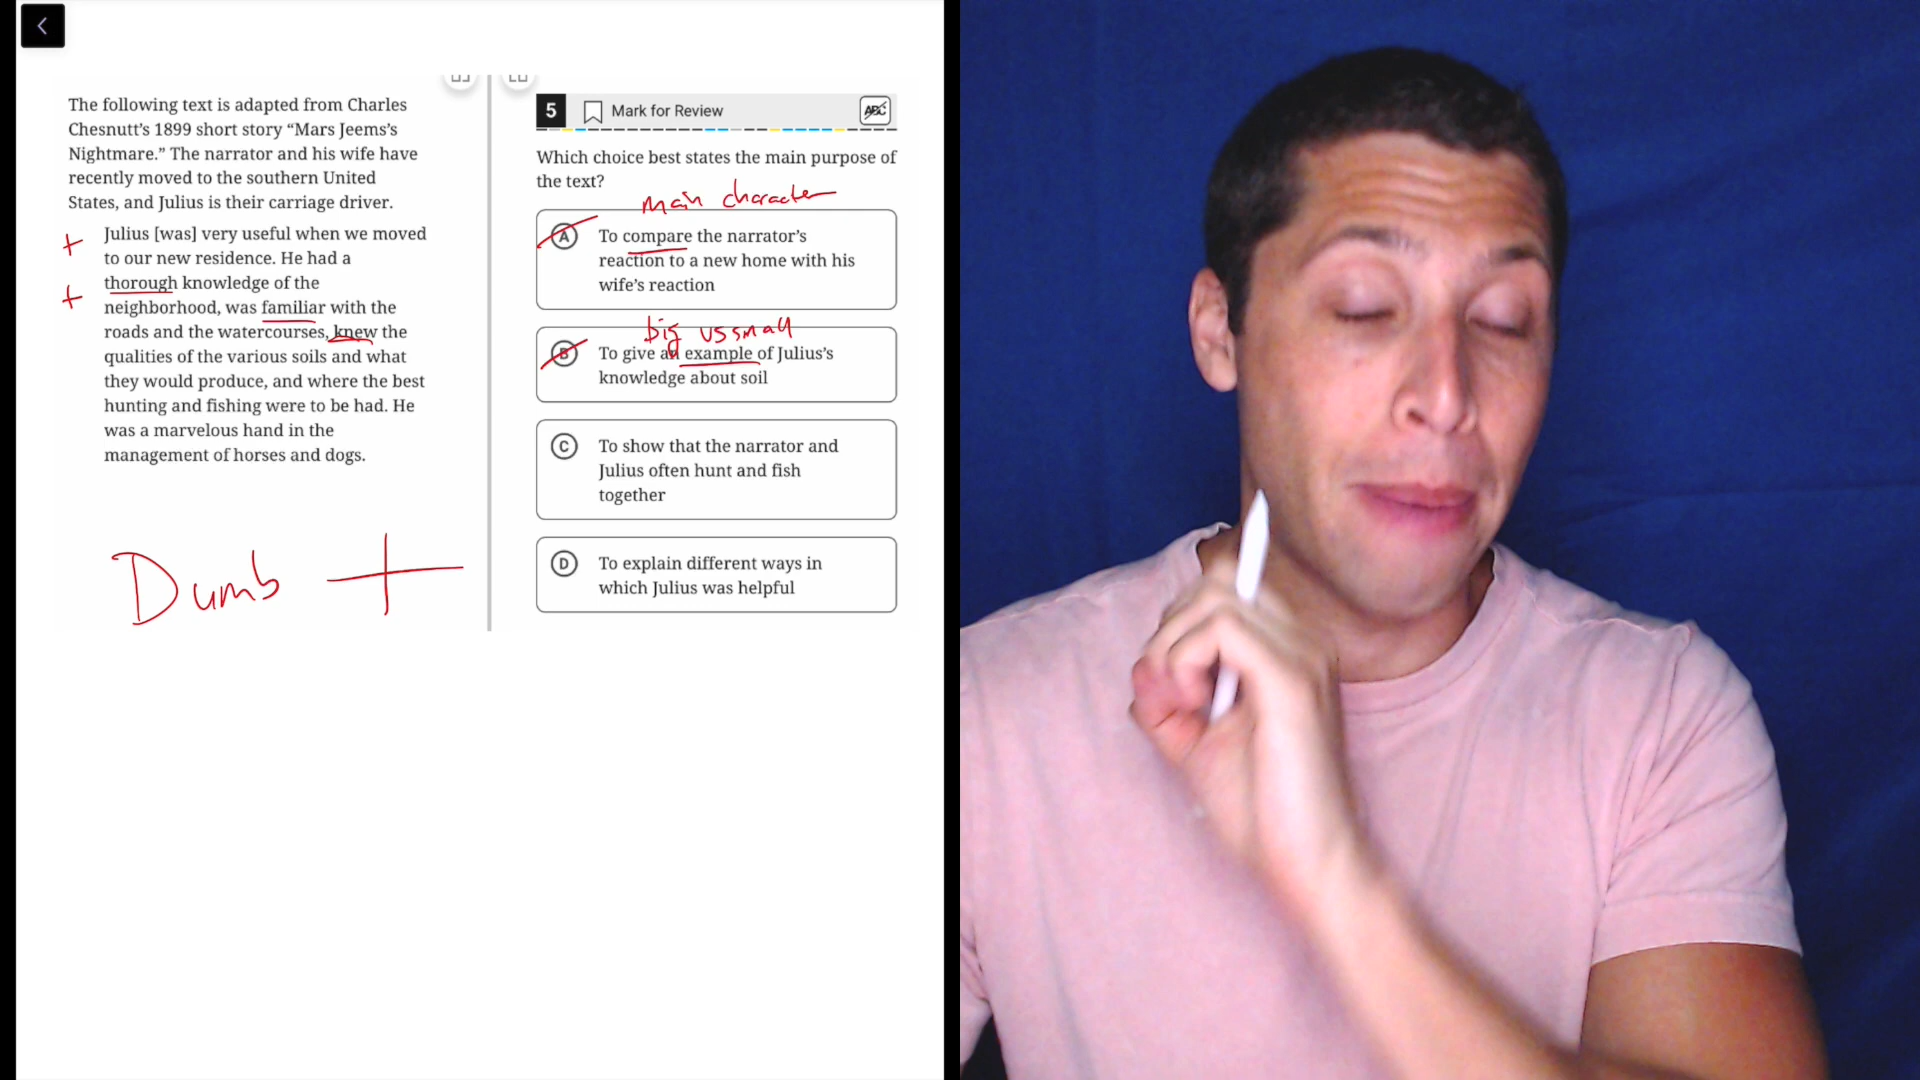 The following text is adapted from Charles
Chesnutt’s 1899 short story “Mars Jeems’s
Nightmare.” The narrator and his wife have
recently moved to the southern United
States, and Julius is their carriage driver.
+ Julius [was] very useful when we moved
to our new residence. He had a
+ thorough knowledge of the
neighborhood, was familiar with the
roads and the watercourses, knew the
qualities of the various soils and what
they would produce, and where the best
hunting and fishing were to be had. He
was a marvelous hand in the
management of horses and dogs.
Dumb +
5 Mark for Review ABC
Which choice best states the main purpose of
the text?
main character
A To compare the narrator’s
reaction to a new home with his
wife’s reaction
big vs small
B To give an example of Julius’s
knowledge about soil
C To show that the narrator and
Julius often hunt and fish
together
D To explain different ways in
which Julius was helpful